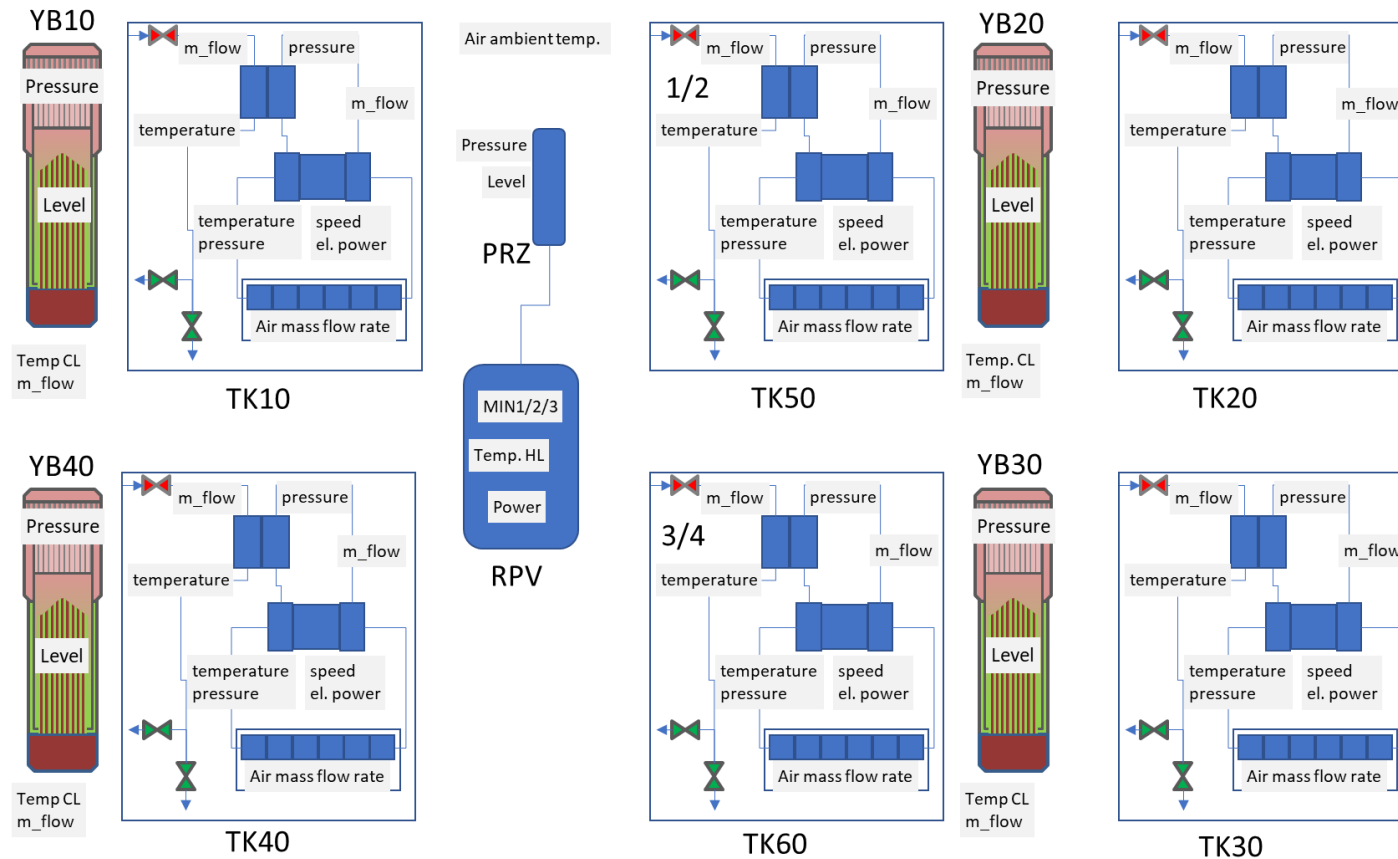 YB10
Pressure
Level
Temp CL
m_flow
m_flow
pressure
m_flow
temperature
temperature
pressure
speed
el. power
Air mass flow rate
TK10
Air ambient temp.
Pressure
Level
PRZ
MIN1/2/3
Temp. HL
Power
RPV
m_flow
pressure
1/2
m_flow
temperature
temperature
pressure
speed
el. power
Air mass flow rate
TK50
YB20
Pressure
Level
Temp. CL
m_flow
m_flow
pressure
m_flow
temperature
temperature
pressure
speed
el. power
Air mass flow rate
TK20
YB40
Pressure
Level
Temp CL
m_flow
m_flow
pressure
m_flow
temperature
temperature
pressure
speed
el. power
Air mass flow rate
TK40
m_flow
pressure
3/4
m_flow
temperature
temperature
pressure
speed
el. power
Air mass flow rate
TK60
YB30
Pressure
Level
Temp CL
m_flow
m_flow
pressure
m_flow
temperature
temperature
pressure
speed
el. power
Air mass flow rate
TK30